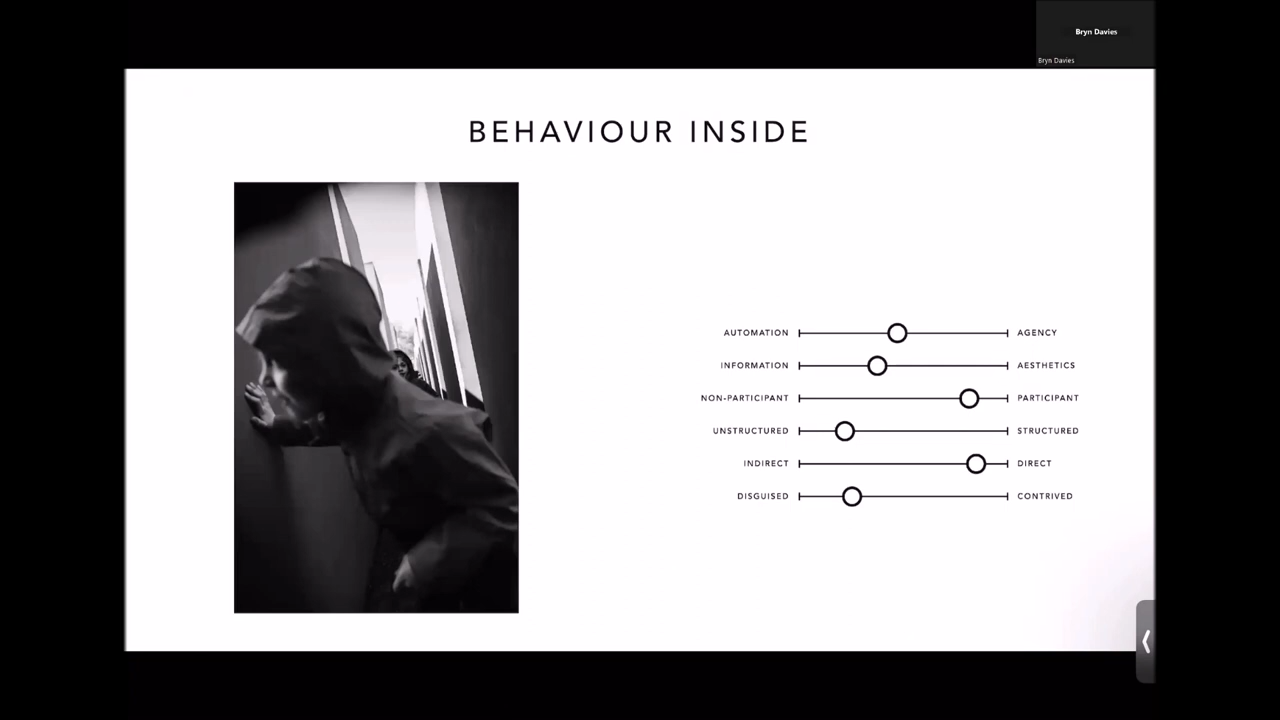 Bryn Davies
Bryn Davies
BEHAVIOUR INSIDE
AUTOMATION AGENCY
INFORMATION AESTHETICS
NON-PARTICIPANT PARTICIPANT
UNSTRUCTURED STRUCTURED
INDIRECT DIRECT
DISGUISED CONTRIVED